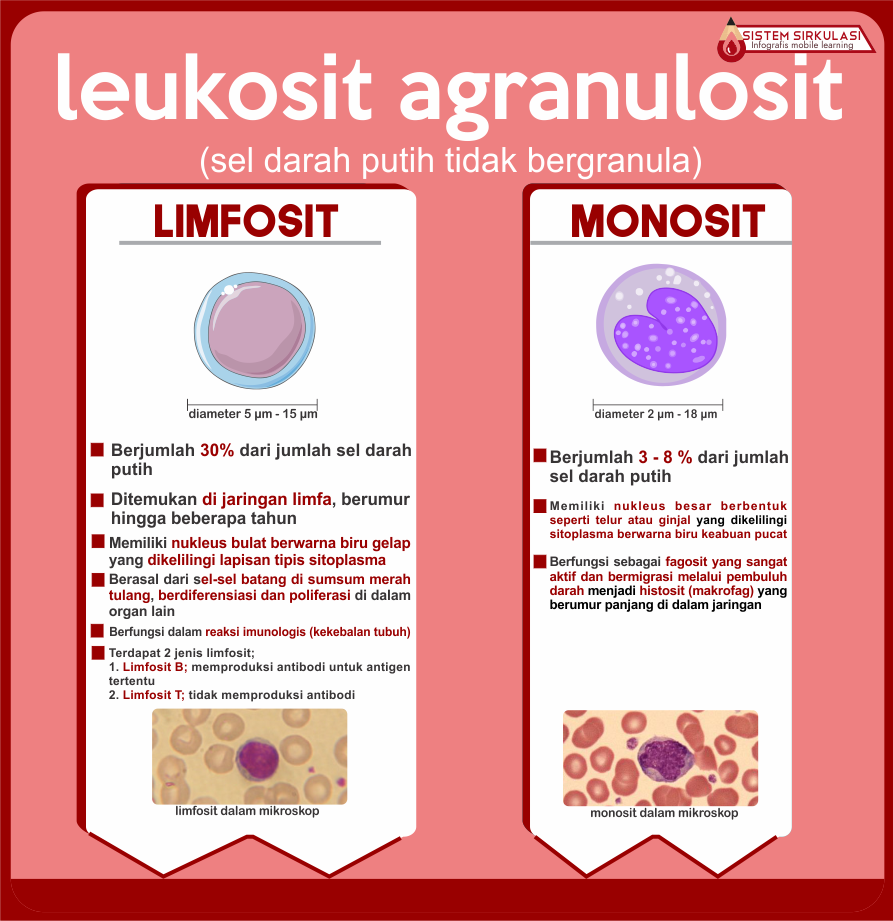 SISTEM SIRKULASI
Infografis mobile learning
leukosit agranulosit
(sel darah putih tidak bergranula)
LIMFOSIT
diameter 5 µm - 15 µm
Berjumlah 30% dari jumlah sel darah
putih
Ditemukan di jaringan limfa, berumur
hingga beberapa tahun
Memiliki nukleus bulat berwarna biru gelap
yang dikelilingi lapisan tipis sitoplasma
Berasal dari sel-sel batang di sumsum merah
tulang, berdiferensiasi dan poliferasi di dalam
organ lain
Berfungsi dalam reaksi imunologis (kekebalan tubuh)
Terdapat 2 jenis limfosit;
1. Limfosit B; memproduksi antibodi untuk antigen
tertentu
2. Limfosit T; tidak memproduksi antibodi
limfosit dalam mikroskop
MONOSIT
diameter 2 µm - 18 µm
Berjumlah 3 - 8 % dari jumlah
sel darah putih
Memiliki nukleus besar berbentuk
seperti telur atau ginjal yang dikelilingi
sitoplasma berwarna biru keabuan pucat
Berfungsi sebagai fagosit yang sangat
aktif dan bermigrasi melalui pembuluh
darah menjadi histosit (makrofag) yang
berumur panjang di dalam jaringan
monosit dalam mikroskop